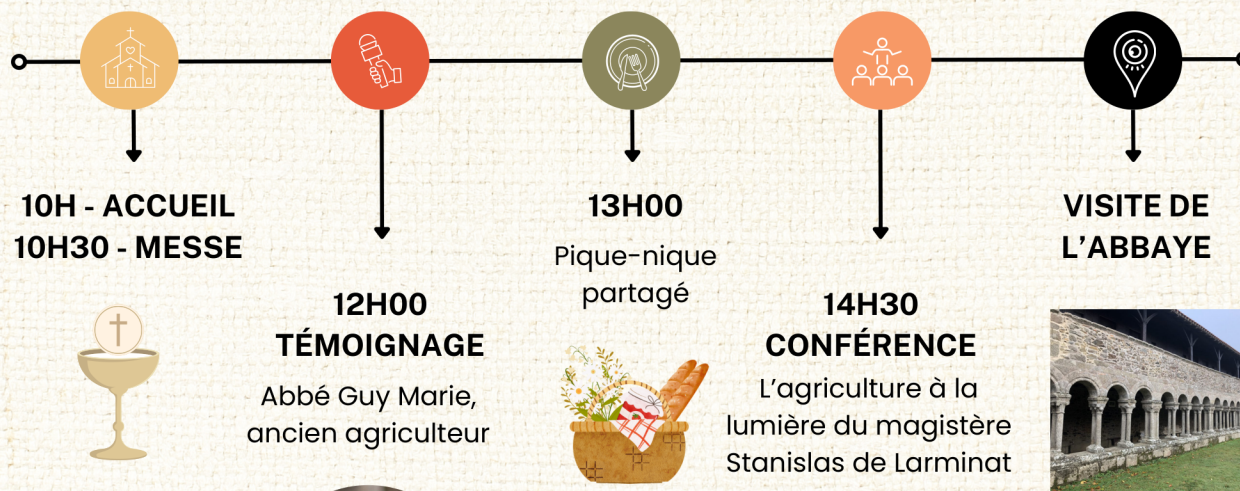 10H - ACCUEIL
10H30 - MESSE
12H00
TÉMOIGNAGE
Abbé Guy Marie,
ancien agriculteur
13H00
Pique-nique
partagé
14H30
CONFÉRENCE
L’agriculture à la
lumière du magistère
Stanislas de Larminat
VISITE DE
L’ABBAYE